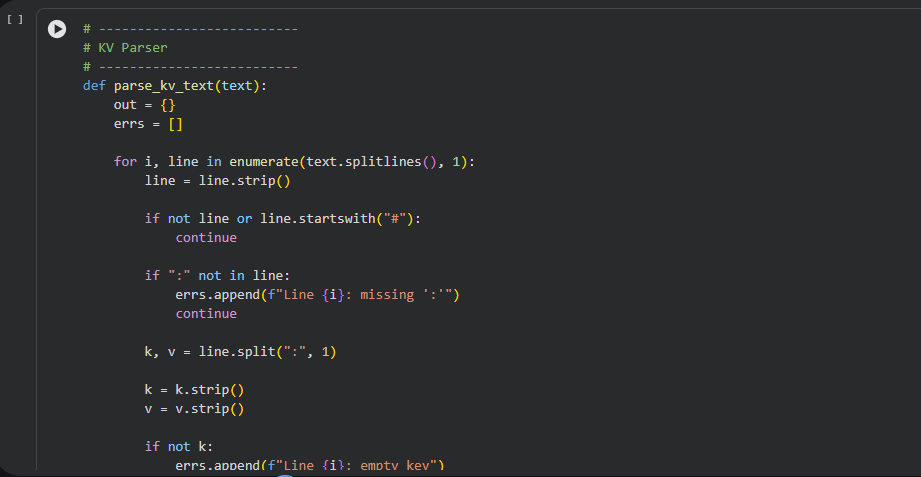 [ ]
# --------------------------
# KV Parser
# --------------------------
def parse_kv_text(text):
    out = {}
    errs = []

    for i, line in enumerate(text.splitlines(), 1):
        line = line.strip()

        if not line or line.startswith("#"):
            continue

        if ":" not in line:
            errs.append(f"Line {i}: missing ':'")
            continue

        k, v = line.split(":", 1)

        k = k.strip()
        v = v.strip()

        if not k:
            errs.append(f"Line {i}: empty key")